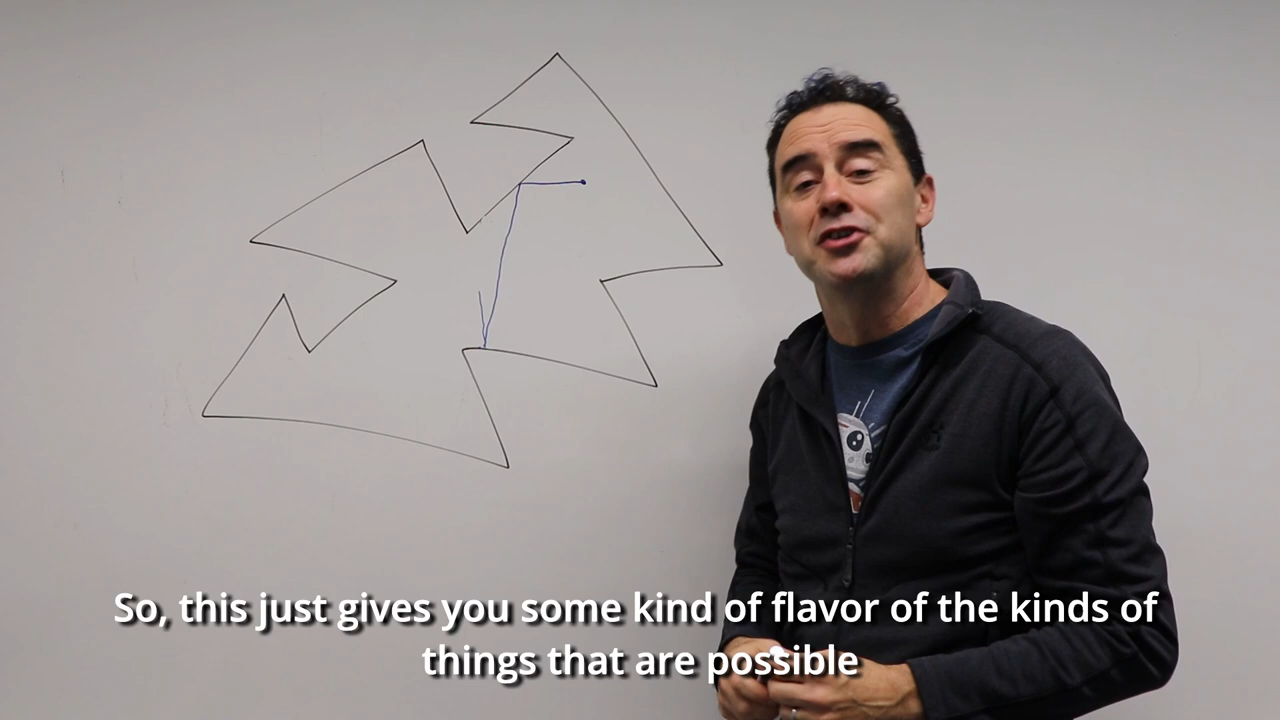 So, this just gives you some kind of flavor of the kinds of
things that are possible